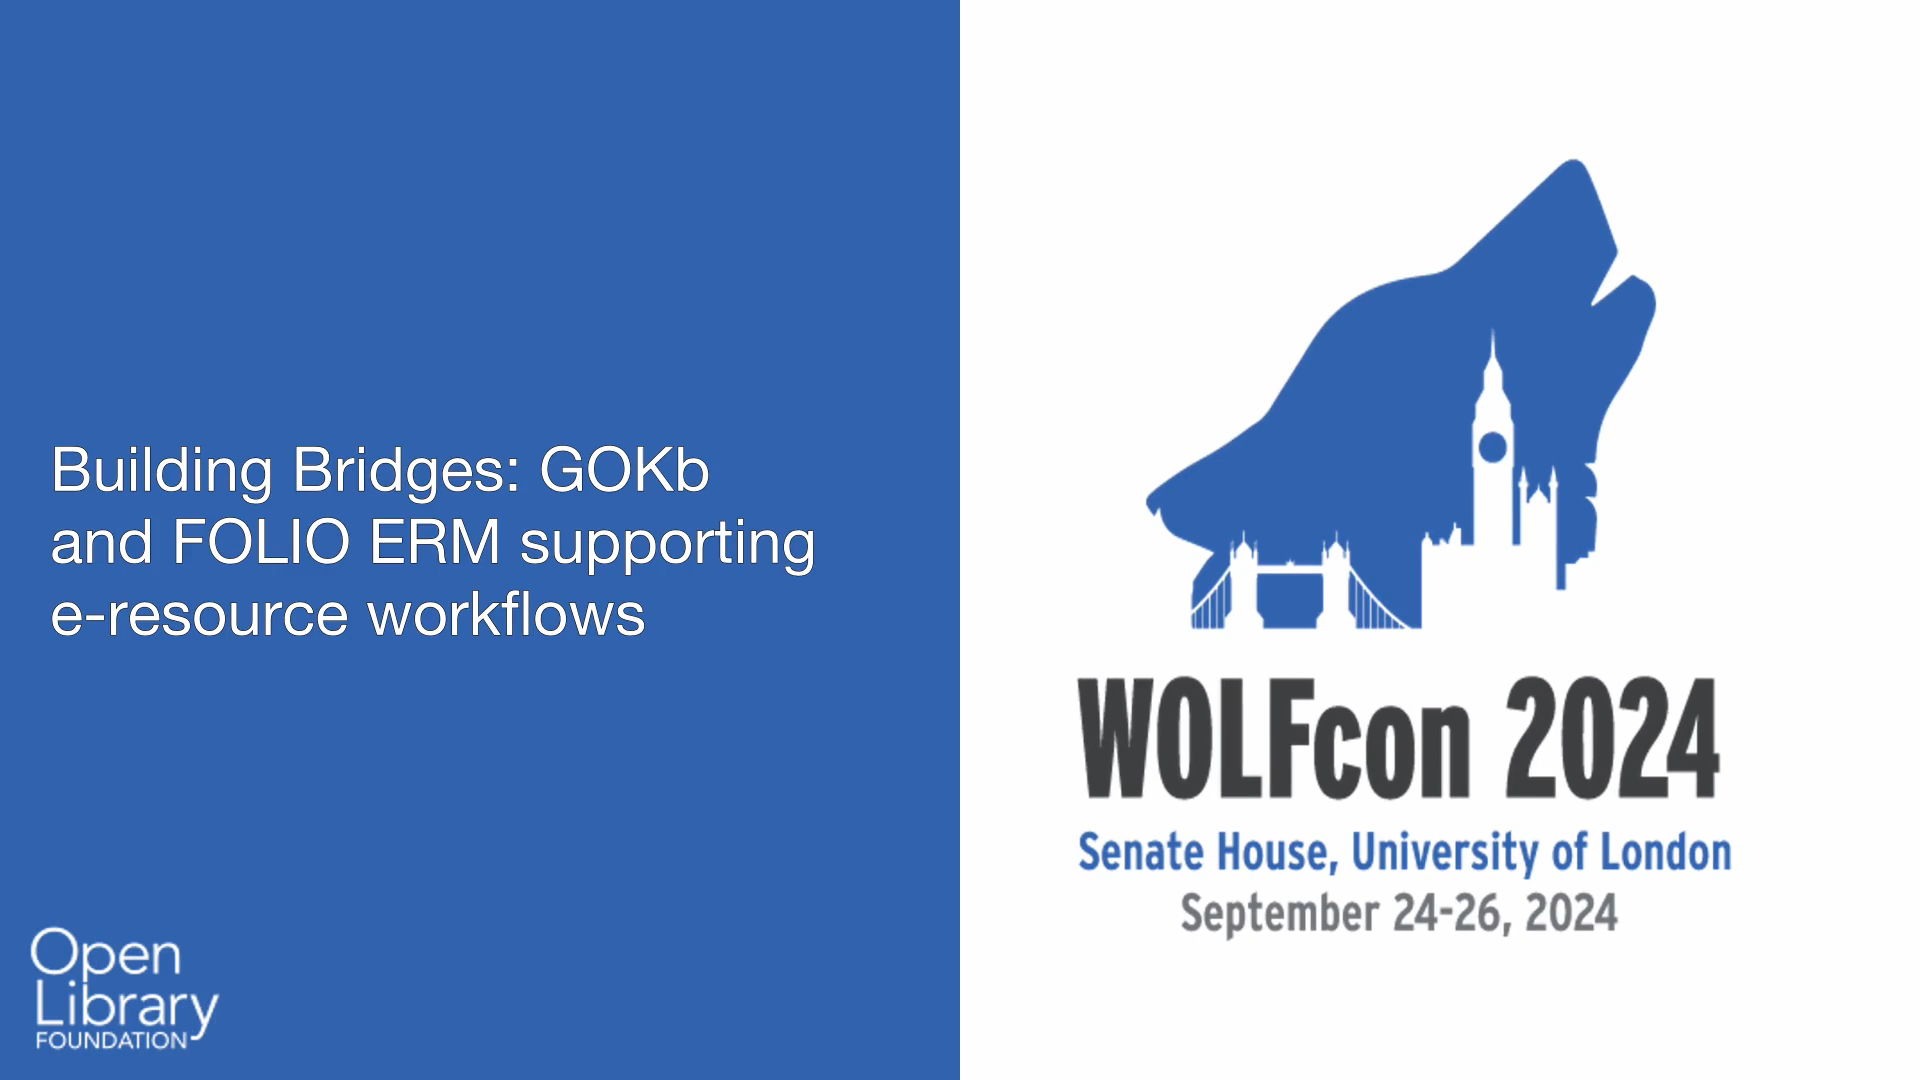 Building Bridges: GOKb
and FOLIO ERM supporting
e-resource workflows
Open
Library
FOUNDATION
WOLFcon 2024
Senate House, University of London
September 24-26, 2024